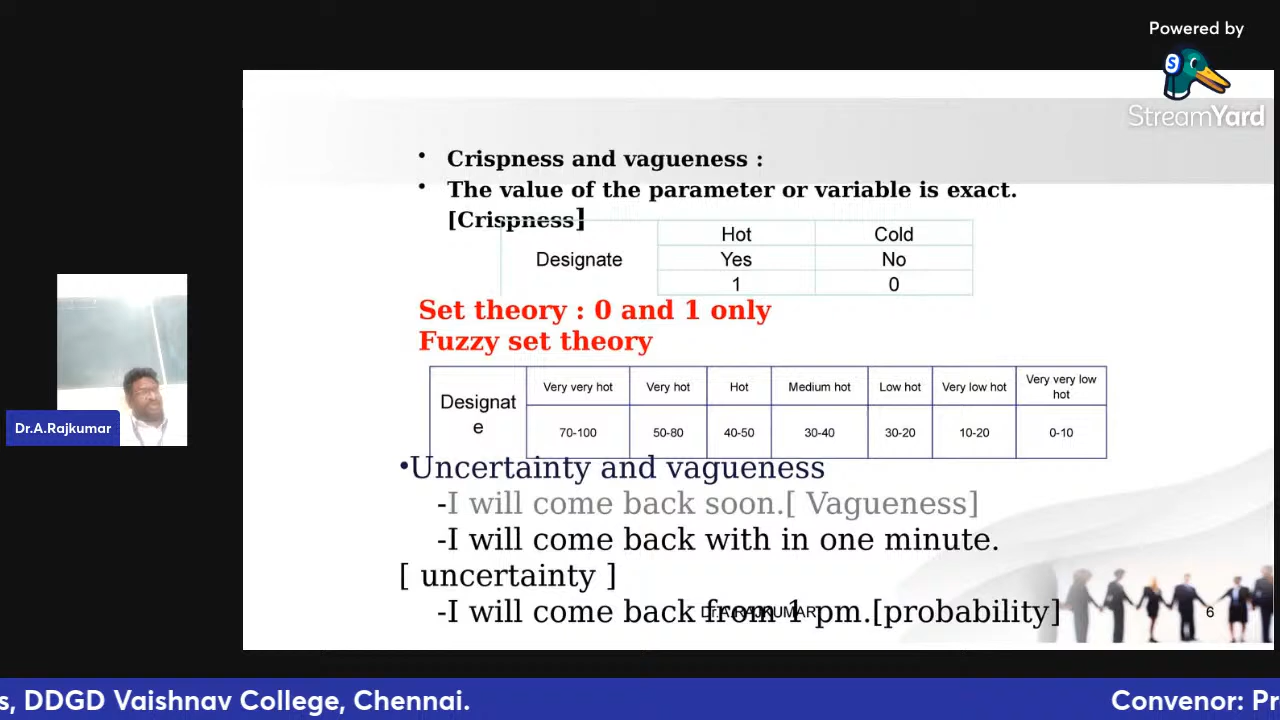 Powered by
StreamYard
• Crispness and vagueness :
• The value of the parameter or variable is exact.
[Crispness]
Designate
Hot Cold
Yes No
1 0
Set theory : 0 and 1 only
Fuzzy set theory
Designat
e
Very very hot Very hot Hot Medium hot Low hot Very low hot Very very low
hot
70-100 50-80 40-50 30-40 30-20 10-20 0-10
•Uncertainty and vagueness
-I will come back soon.[ Vagueness]
-I will come back with in one minute.
[ uncertainty ]
-I will come back from 1 pm.[probability]
Dr.A.RAJKUMAR
6
Dr.A.Rajkumar
s, DDGD Vaishnav College, Chennai.
Convenor: Pr